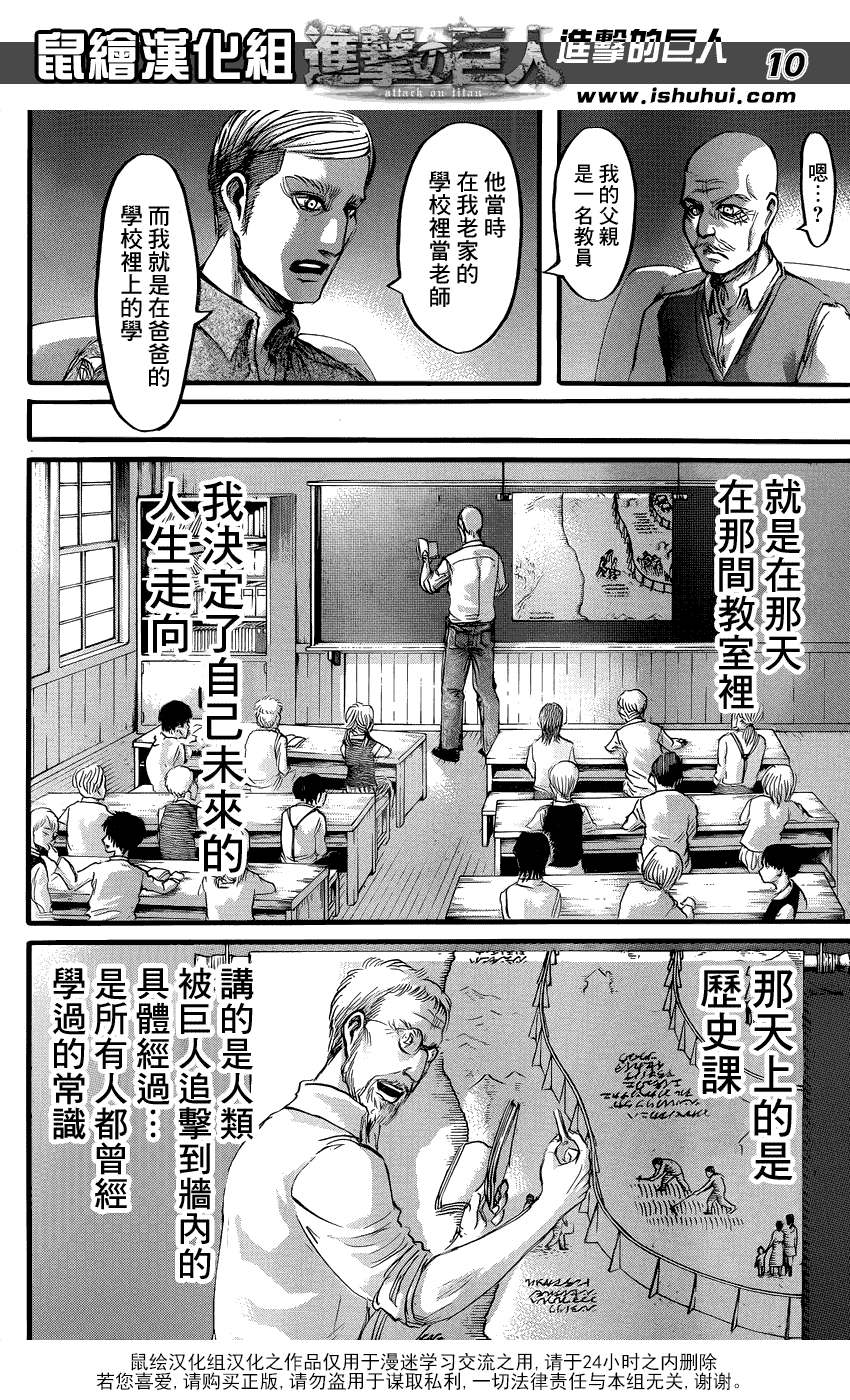 鼠繪漢化組
進撃の巨人
attack on titan
進擊的巨人
10
www.ishuhui.com
嗯…?
我的父親
是一名教員
他當時
在我老家的
學校裡當老師
而我就是在爸爸的
學校裡上的學
就是在那天
在那間教室裡
我決定了自己未來的
人生走向
那天上的是
歷史課
講的是人類
被巨人追擊到牆內的
具體經過…
是所有人都曾經
學過的常識
鼠绘汉化组汉化之作品仅用于漫迷学习交流之用, 请于24小时之内删除
若您喜爱, 请购买正版, 请勿盗用于谋取私利, 一切法律责任与本组无关, 谢谢。